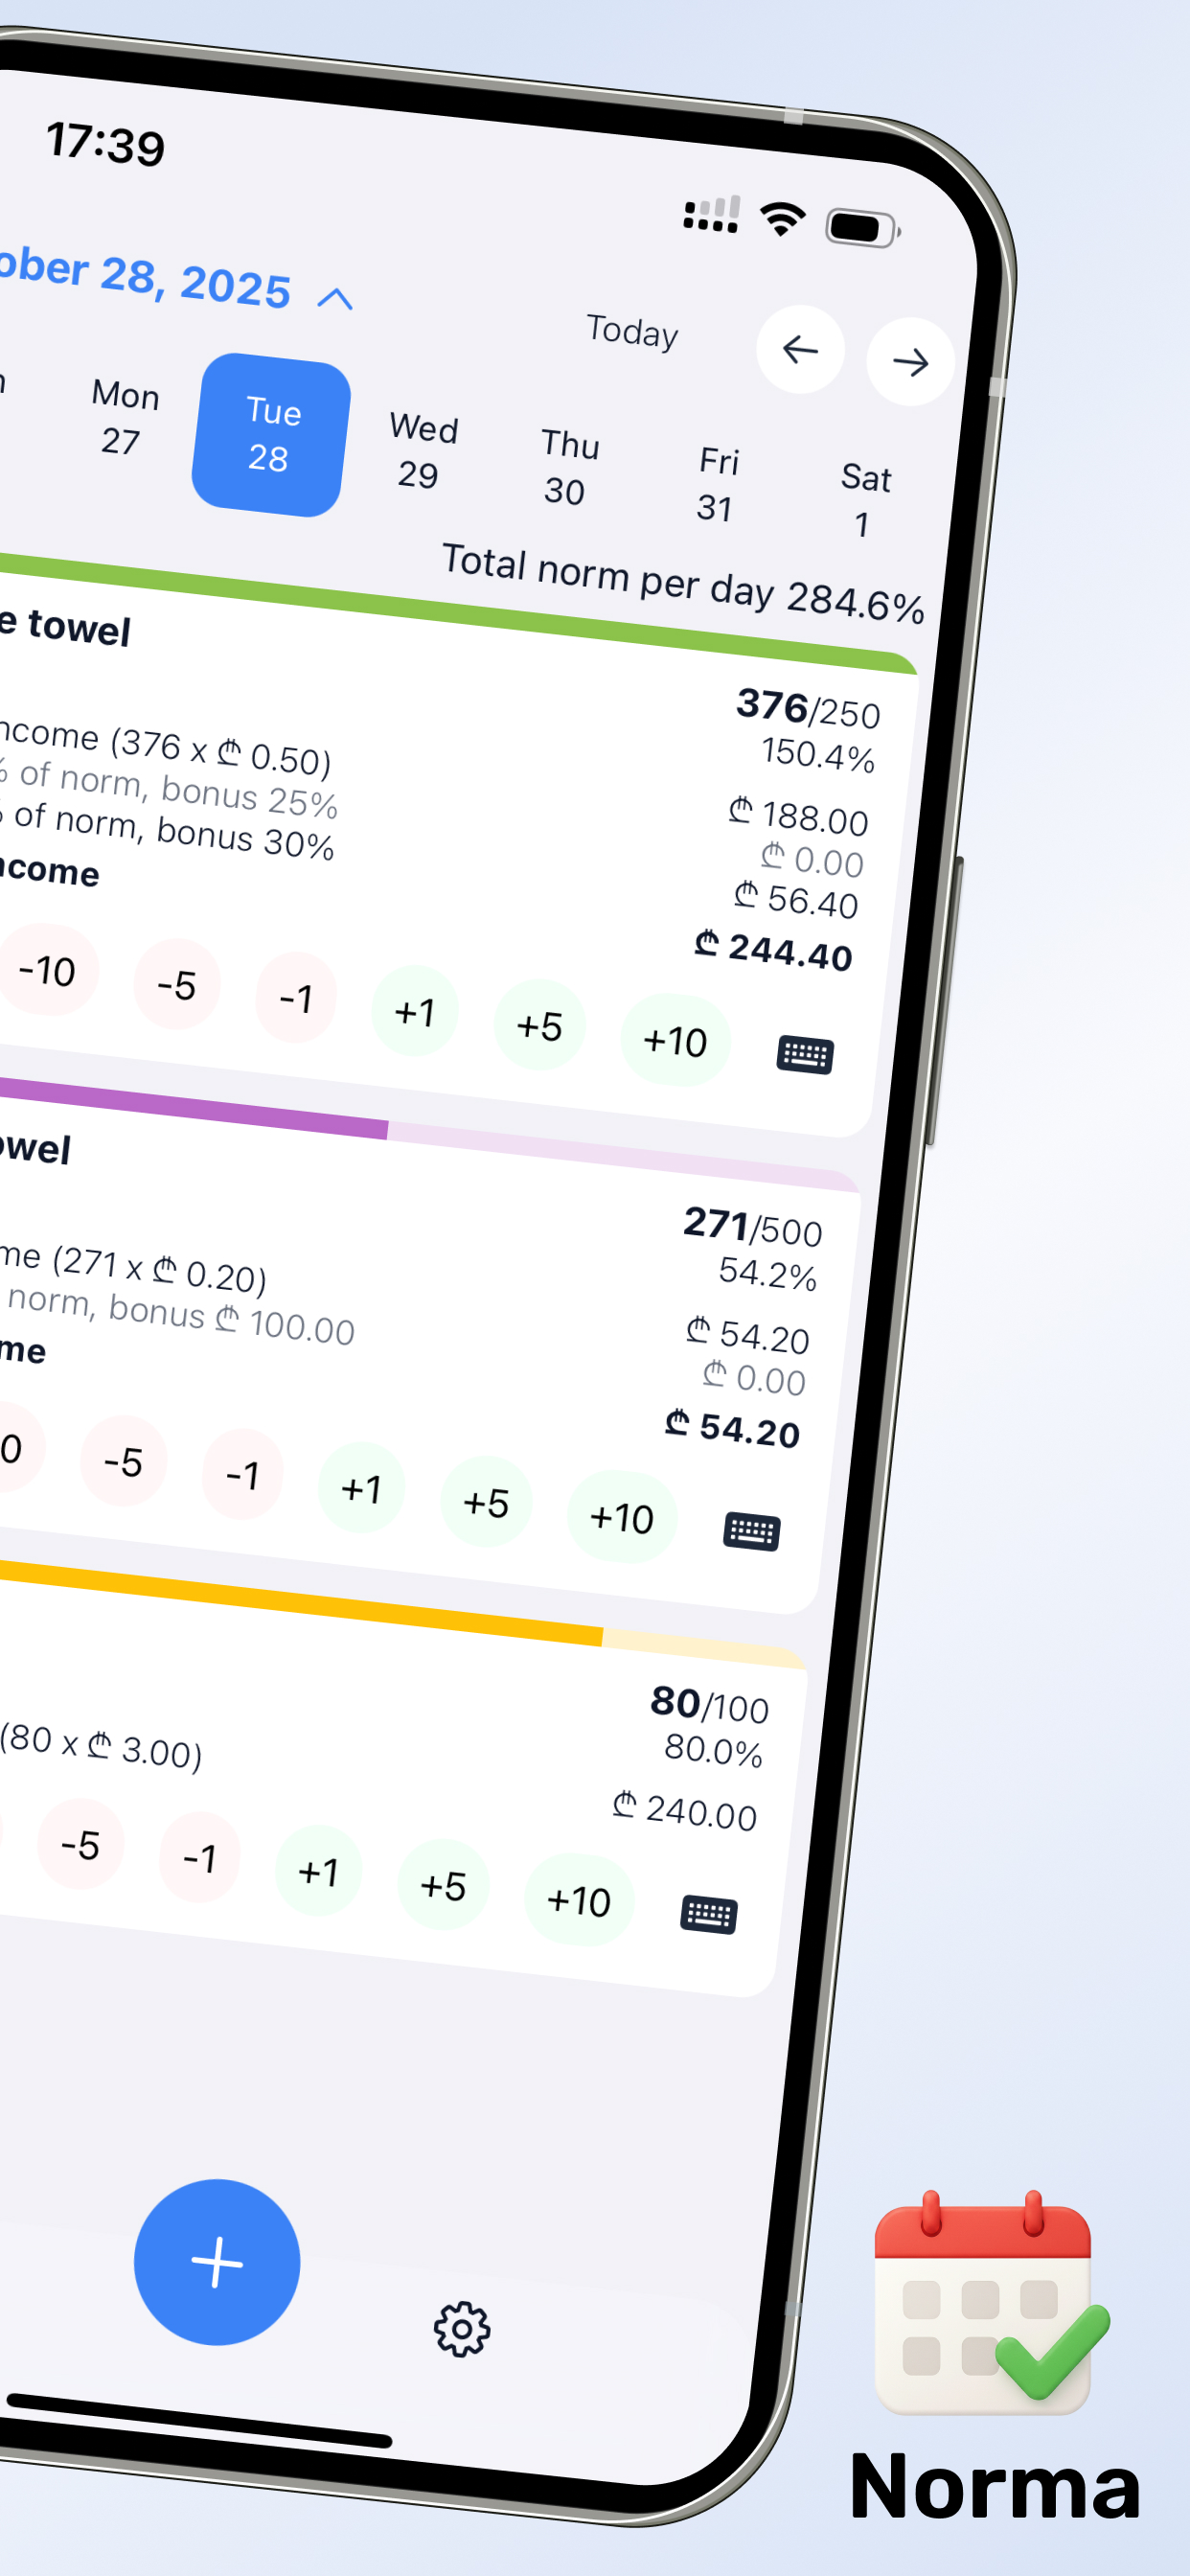 17:39
ober 28, 2025
Today
n
Mon
27
Tue
28
Wed
29
Thu
30
Fri
31
Sat
1
Total norm per day 284.6%
e towel
376/250
150.4%
ncome (376 x ₾ 0.50)
₾ 188.00
% of norm, bonus 25%
₾ 0.00
% of norm, bonus 30%
₾ 56.40
ncome
₾ 244.40
-10
-5
-1
+1
+5
+10
owel
271/500
54.2%
me (271 x ₾ 0.20)
₾ 54.20
norm, bonus ₾ 100.00
₾ 0.00
me
₾ 54.20
0
-5
-1
+1
+5
+10
80/100
80.0%
(80 x ₾ 3.00)
₾ 240.00
-5
-1
+1
+5
+10
Norma